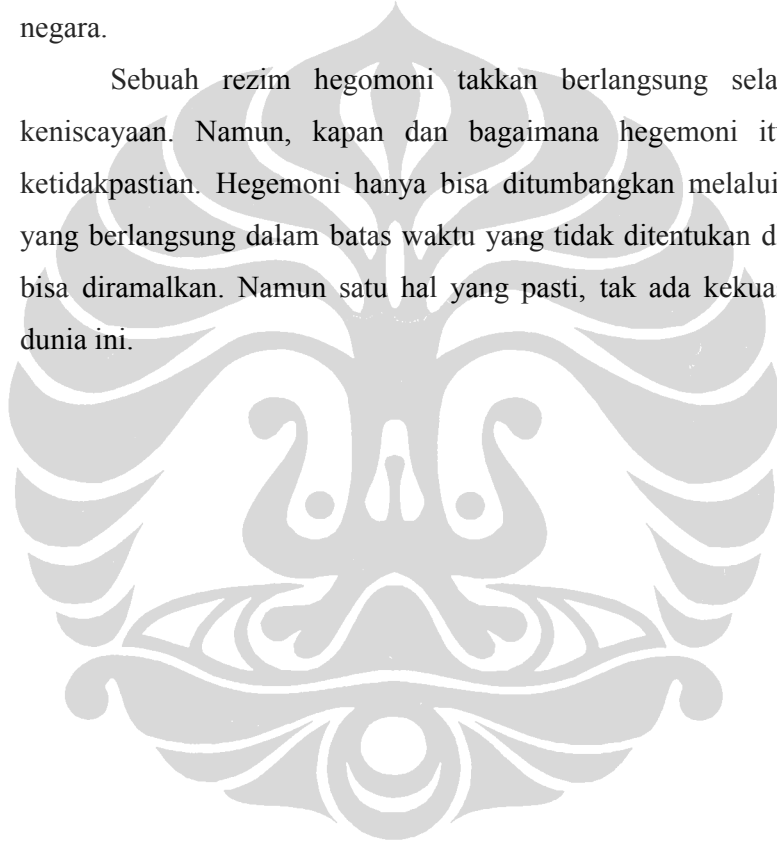 negara.
Sebuah rezim hegomoni takkan berlangsung sela
keniscayaan. Namun, kapan dan bagaimana hegemoni it
ketidakpastian. Hegemoni hanya bisa ditumbangkan melalui
yang berlangsung dalam batas waktu yang tidak ditentukan d
bisa diramalkan. Namun satu hal yang pasti, tak ada kekua
dunia ini.